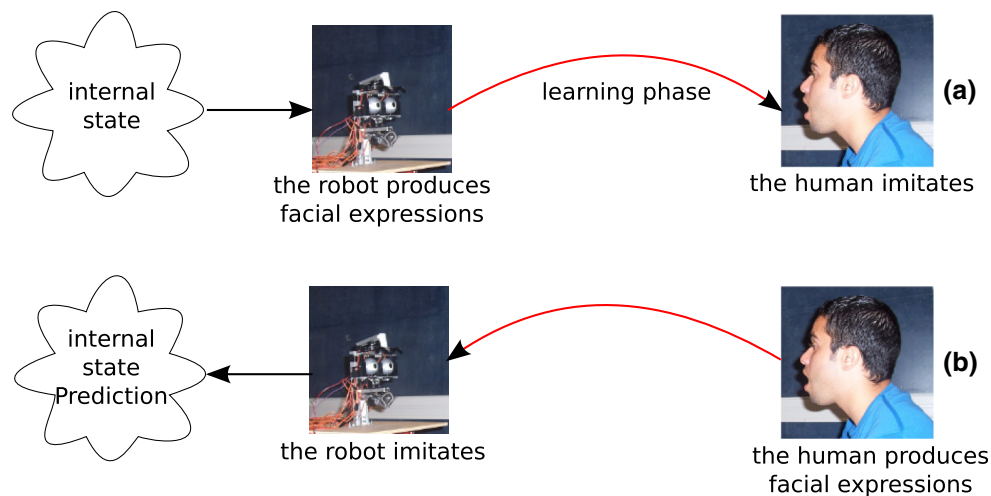 internal
state
learning phase
(a)
the robot produces
facial expressions
the human imitates
internal
state
Prediction
(b)
the robot imitates
the human produces
facial expressions